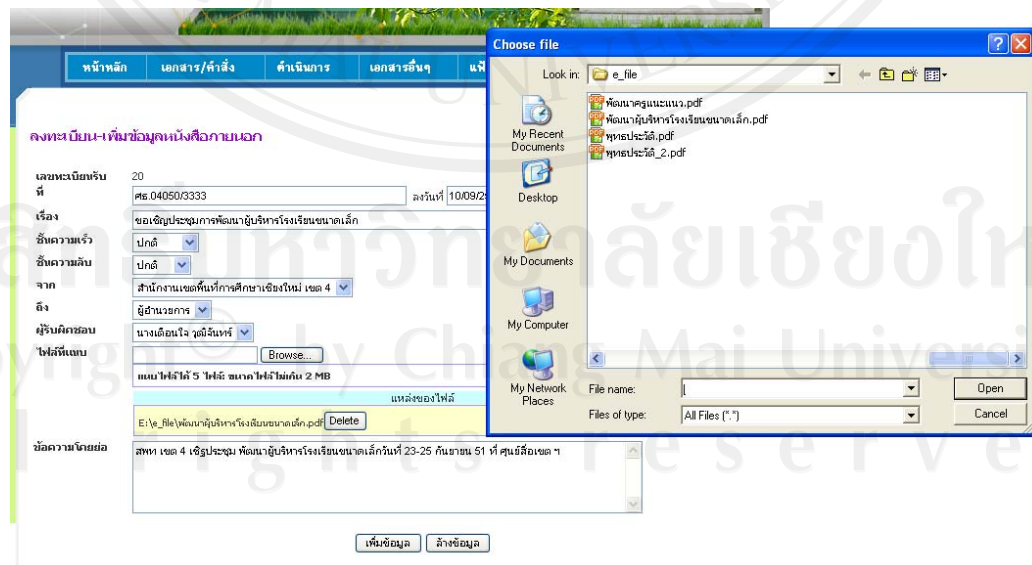 Choose file
หน้าหลัก เอกสาร/คำสั่ง ดำเนินการ เอกสารอื่นๆ แฟ้
Look in: e_file
พัฒนาครูแนะแนว.pdf
พัฒนาผู้บริหารโรงเรียนขนาดเล็ก.pdf
พุทธประวัติ.pdf
พุทธประวัติ_2.pdf
My Recent Documents
Desktop
My Documents
My Computer
My Network Places
File name:
Open
Files of type: All Files (*.*)
Cancel
ลงทะเบียน-เพิ่มข้อมูลหนังสือภายนอก
เลขทะเบียนรับ 20
ที่ ศธ.04050/3333 ลงวันที่ 10/09/2
เรื่อง ขอเชิญประชุมการพัฒนาผู้บริหารโรงเรียนขนาดเล็ก
ชั้นความเร็ว ปกติ
ชั้นความลับ ปกติ
จาก สำนักงานเขตพื้นที่การศึกษาเชียงใหม่ เขต 4
ถึง ผู้อำนวยการ
ผู้รับผิดชอบ นางเดือนใจ วุฒิจันทร์
ไฟล์ที่แนบ Browse...
แนบไฟล์ได้ 5 ไฟล์: ขนาดไฟล์ไม่เกิน 2 MB
แหล่งของไฟล์
E:\e_file\พัฒนาผู้บริหารโรงเรียนขนาดเล็ก.pdf Delete
ข้อความโดยย่อ สพท เขต 4 เชิฐประชุม พัฒนาผู้บริหารโรงเรียนขนาดเล็กวันที่ 23-25 กันยายน 51 ที่ ศูนย์สื่อเขต ฯ
เพิ่มข้อมูล ล้างข้อมูล